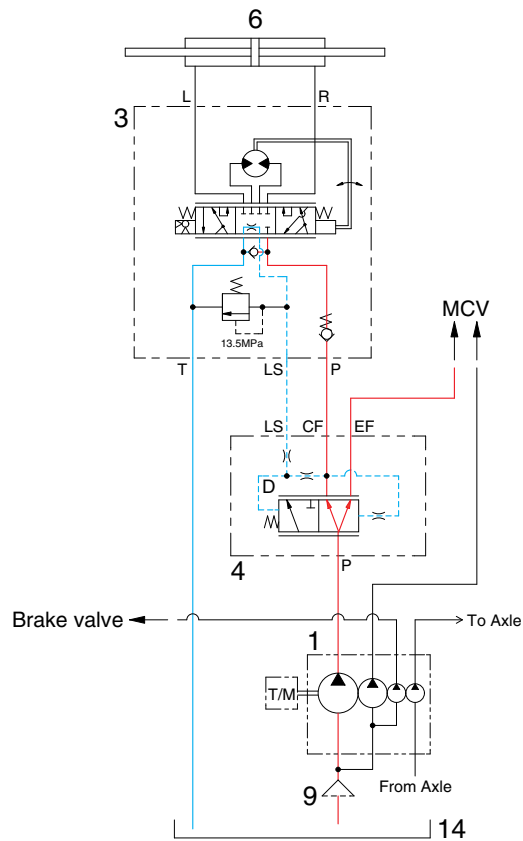 6
L R
3
13.5MPa
MCV
T LS P
LS CF EF
D
4 P
Brake valve
To Axle
1
T/M
9 From Axle
14